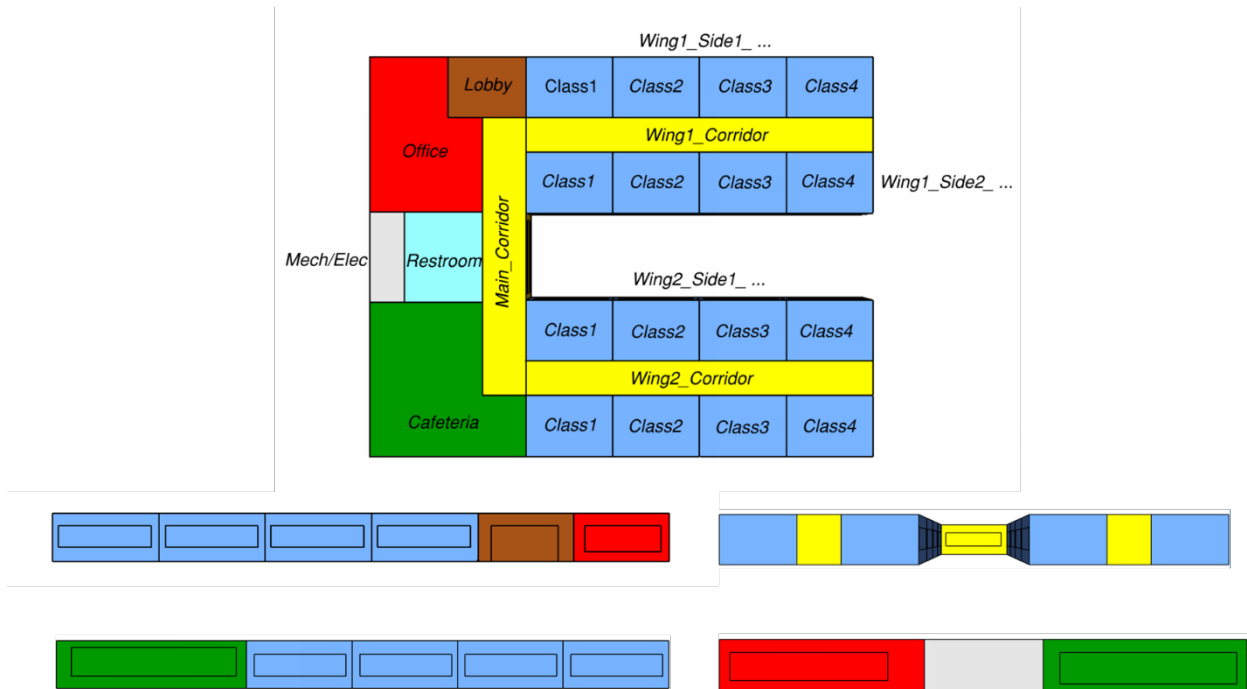 Wing1_Side1_ ...
Lobby Class1 Class2 Class3 Class4
Wing1_Corridor
Office
Class1 Class2 Class3 Class4 Wing1_Side2_ ...
Main_Corridor
Mech/Elec Restroom
Wing2_Side1_ ...
Class1 Class2 Class3 Class4
Wing2_Corridor
Cafeteria Class1 Class2 Class3 Class4